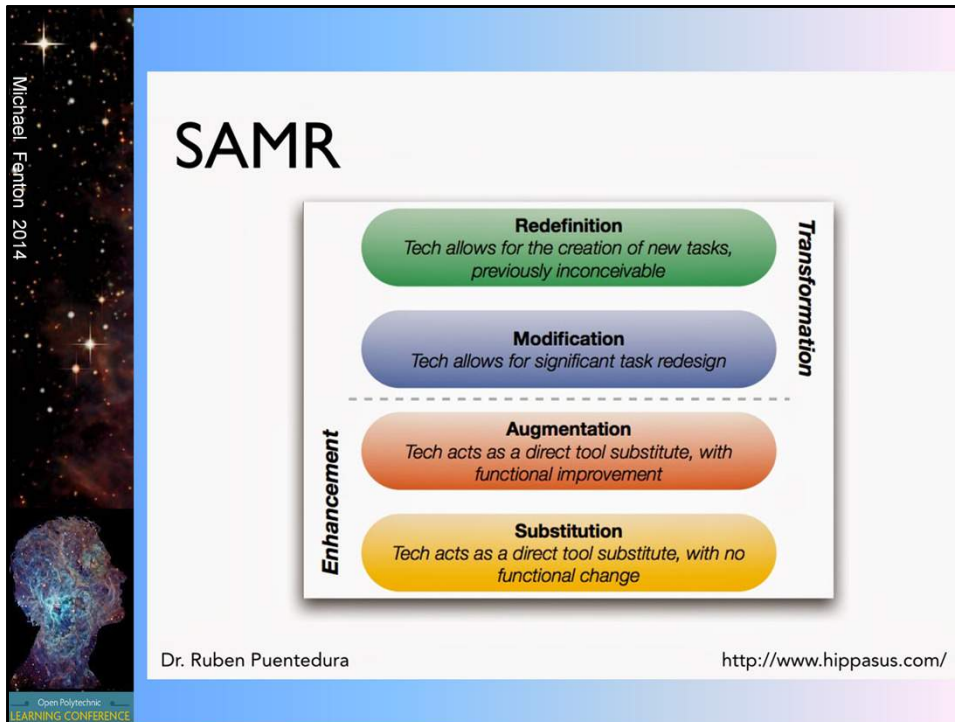 Michael Fenton 2014
SAMR
Redefinition
Tech allows for the creation of new tasks,
previously inconceivable
Transformation
Modification
Tech allows for significant task redesign
Enhancement
Augmentation
Tech acts as a direct tool substitute, with
functional improvement
Substitution
Tech acts as a direct tool substitute, with no
functional change
Dr. Ruben Puentedura
http://www.hippasus.com/
Open Polytechnic
LEARNING CONFERENCE